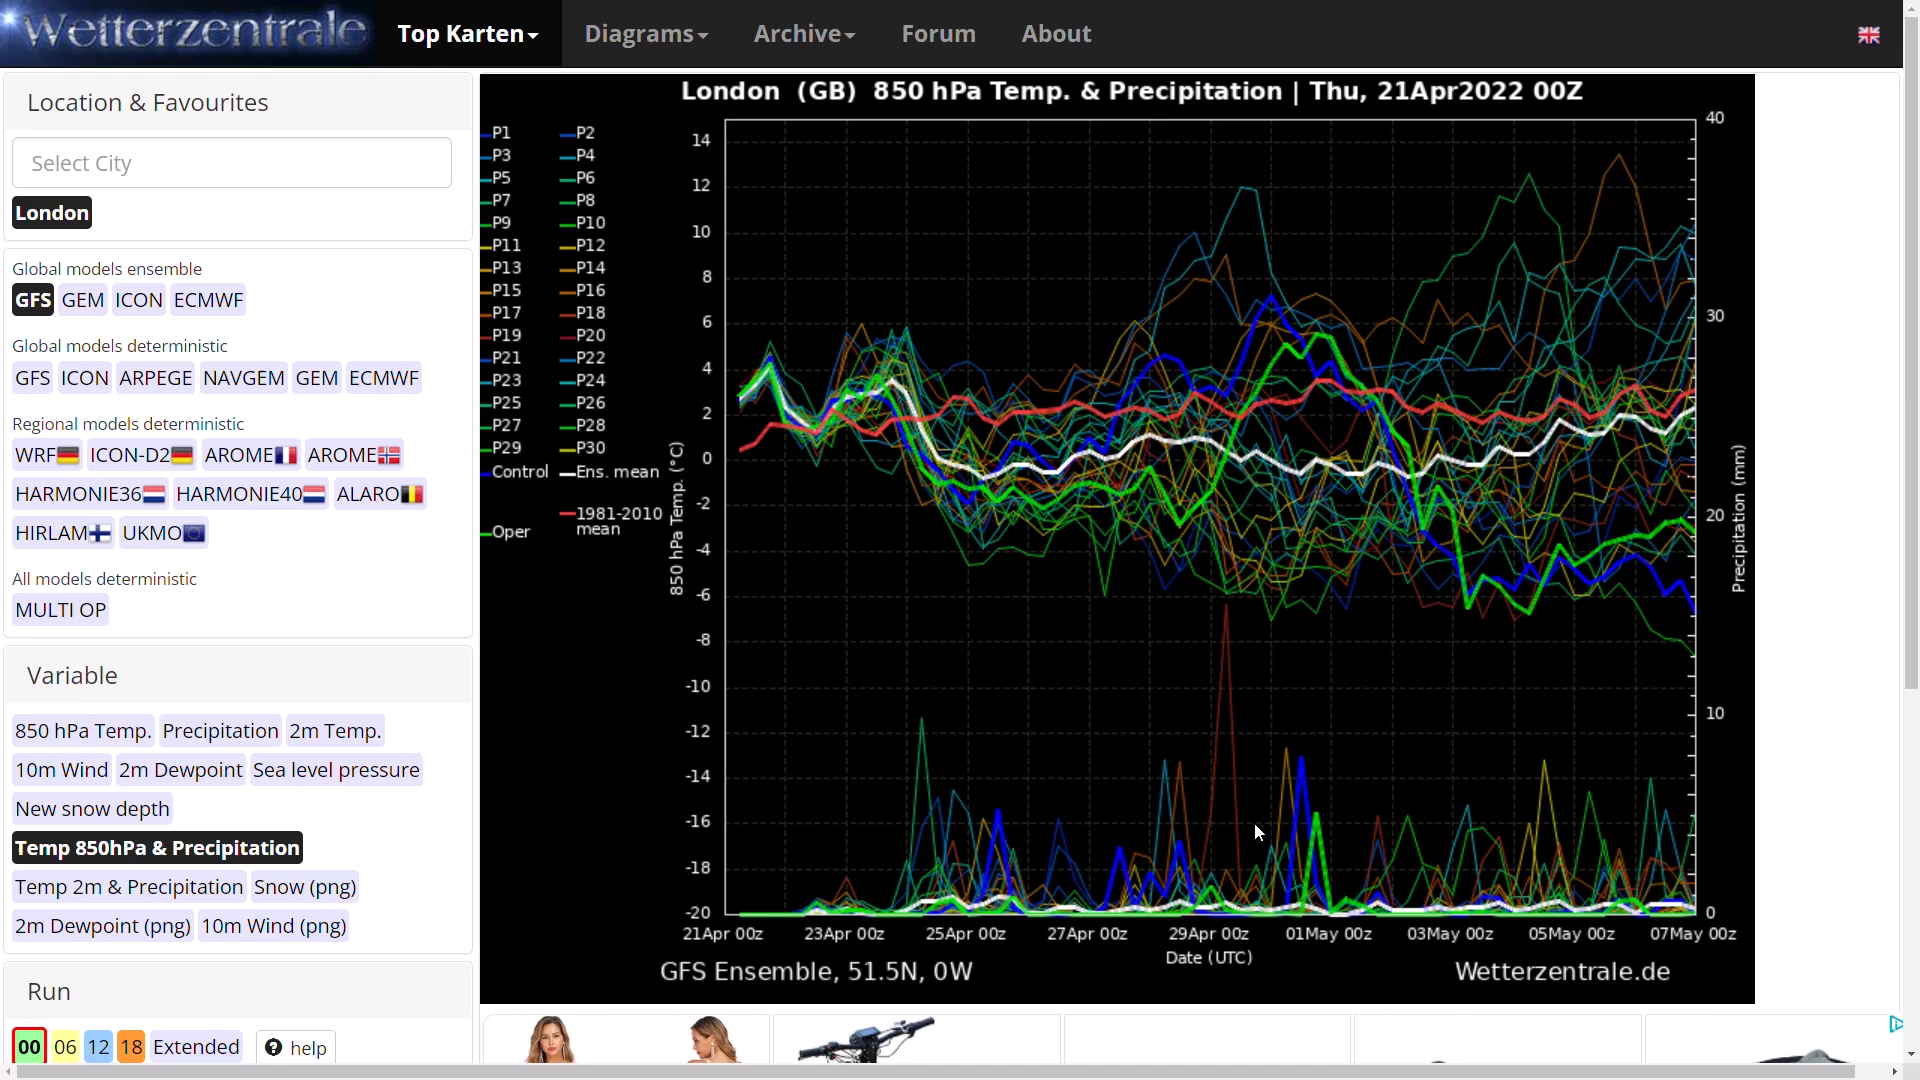 Wetterzentrale
Top Karten
Diagrams
Archive
Forum
About
Location & Favourites
Select City
London
Global models ensemble
GFS GEM ICON ECMWF
Global models deterministic
GFS ICON ARPEGE NAVGEM GEM ECMWF
Regional models deterministic
WRF ICON-D2 AROME AROME
HARMONIE36 HARMONIE40 ALARO
HIRLAM UKMO
All models deterministic
MULTI OP
Variable
850 hPa Temp. Precipitation 2m Temp.
10m Wind 2m Dewpoint Sea level pressure
New snow depth
Temp 850hPa & Precipitation
Temp 2m & Precipitation Snow (png)
2m Dewpoint (png) 10m Wind (png)
Run
00 06 12 18 Extended help
London (GB) 850 hPa Temp. & Precipitation | Thu, 21Apr2022 00Z
P1 P2
P3 P4
P5 P6
P7 P8
P9 P10
P11 P12
P13 P14
P15 P16
P17 P18
P19 P20
P21 P22
P23 P24
P25 P26
P27 P28
P29 P30
Control Ens. mean
Oper 1981-2010
mean
850 hPa Temp. (°C)
14
12
10
8
6
4
2
0
-2
-4
-6
-8
-10
-12
-14
-16
-18
-20
40
30
20
10
0
Precipitation (mm)
21Apr 00z 23Apr 00z 25Apr 00z 27Apr 00z 29Apr 00z 01May 00z 03May 00z 05May 00z 07May 00z
Date (UTC)
GFS Ensemble, 51.5N, 0W
Wetterzentrale.de